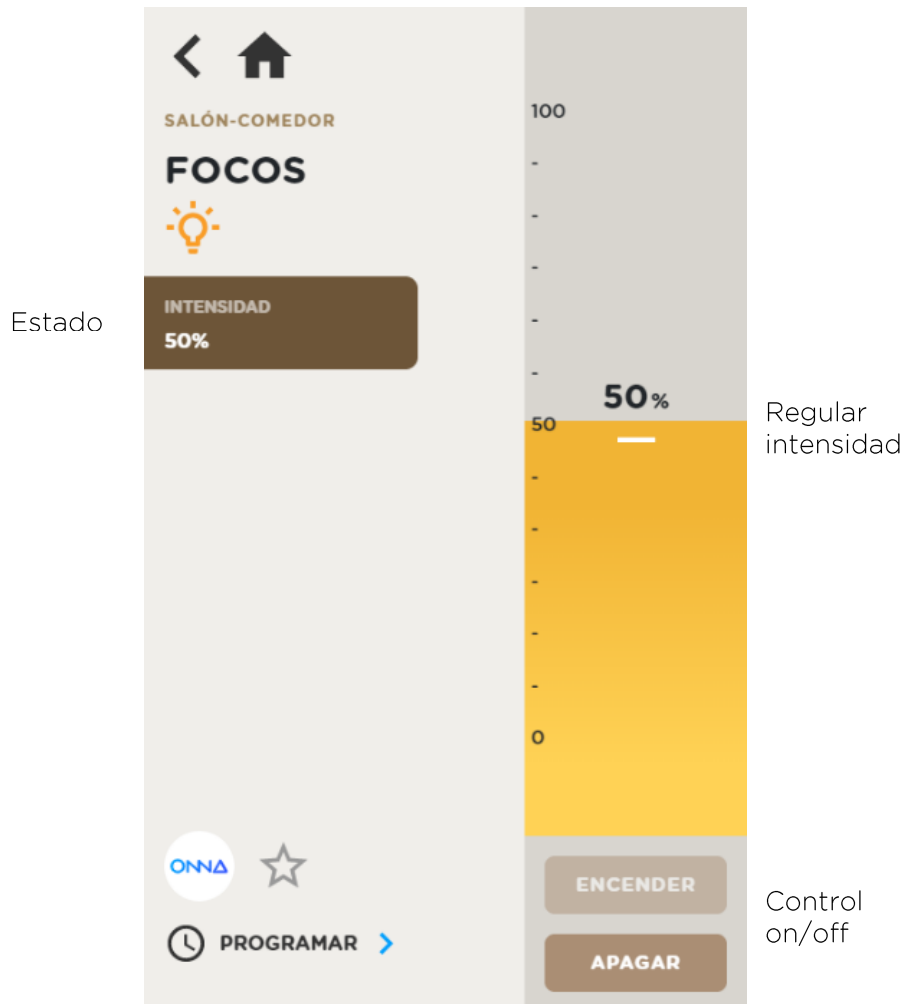 SALÓN-COMEDOR
FOCOS
INTENSIDAD
50%
Estado
100
-
-
-
-
-
50%
50
-
-
-
-
-
0
Regular
intensidad
ONNA
PROGRAMAR
ENCENDER
APAGAR
Control
on/off